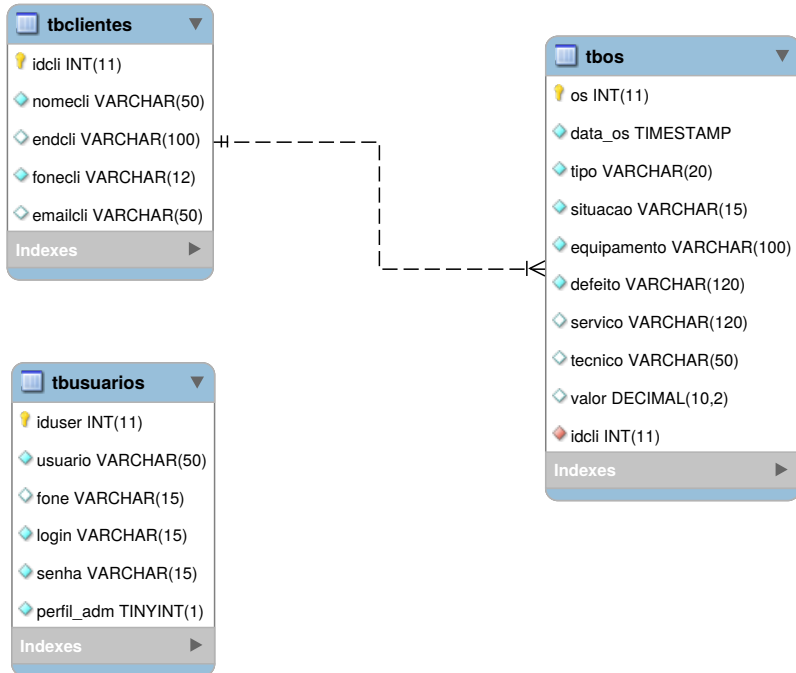 tbclientes
idcli INT(11)
nomecli VARCHAR(50)
endcli VARCHAR(100)
fonecli VARCHAR(12)
emailcli VARCHAR(50)
Indexes
tbos
os INT(11)
data_os TIMESTAMP
tipo VARCHAR(20)
situacao VARCHAR(15)
equipamento VARCHAR(100)
defeito VARCHAR(120)
servico VARCHAR(120)
tecnico VARCHAR(50)
valor DECIMAL(10,2)
idcli INT(11)
Indexes
tbusuarios
iduser INT(11)
usuario VARCHAR(50)
fone VARCHAR(15)
login VARCHAR(15)
senha VARCHAR(15)
perfil_adm TINYINT(1)
Indexes